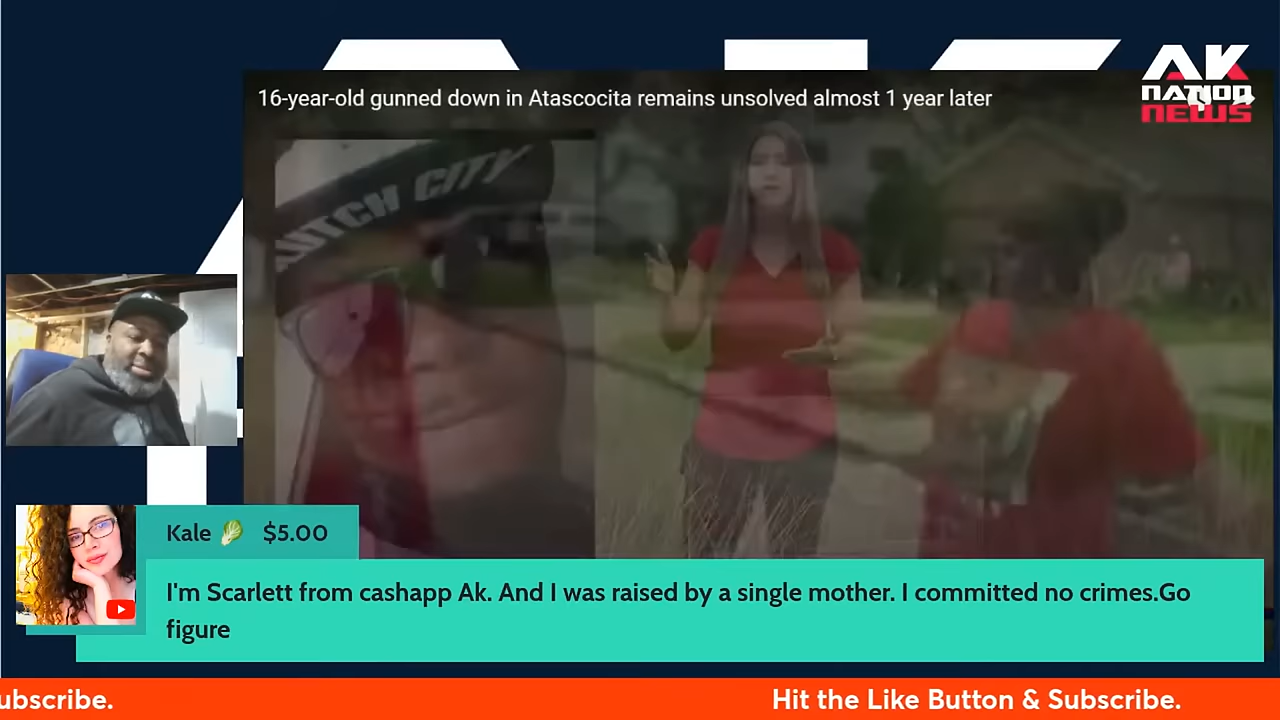 16-year-old gunned down in Atascocita remains unsolved almost 1 year later
AK
NATION
NEWS
Kale 🥬 $5.00
I'm Scarlett from cashapp Ak. And I was raised by a single mother. I committed no crimes.Go
figure
ubscribe.
Hit the Like Button & Subscribe.